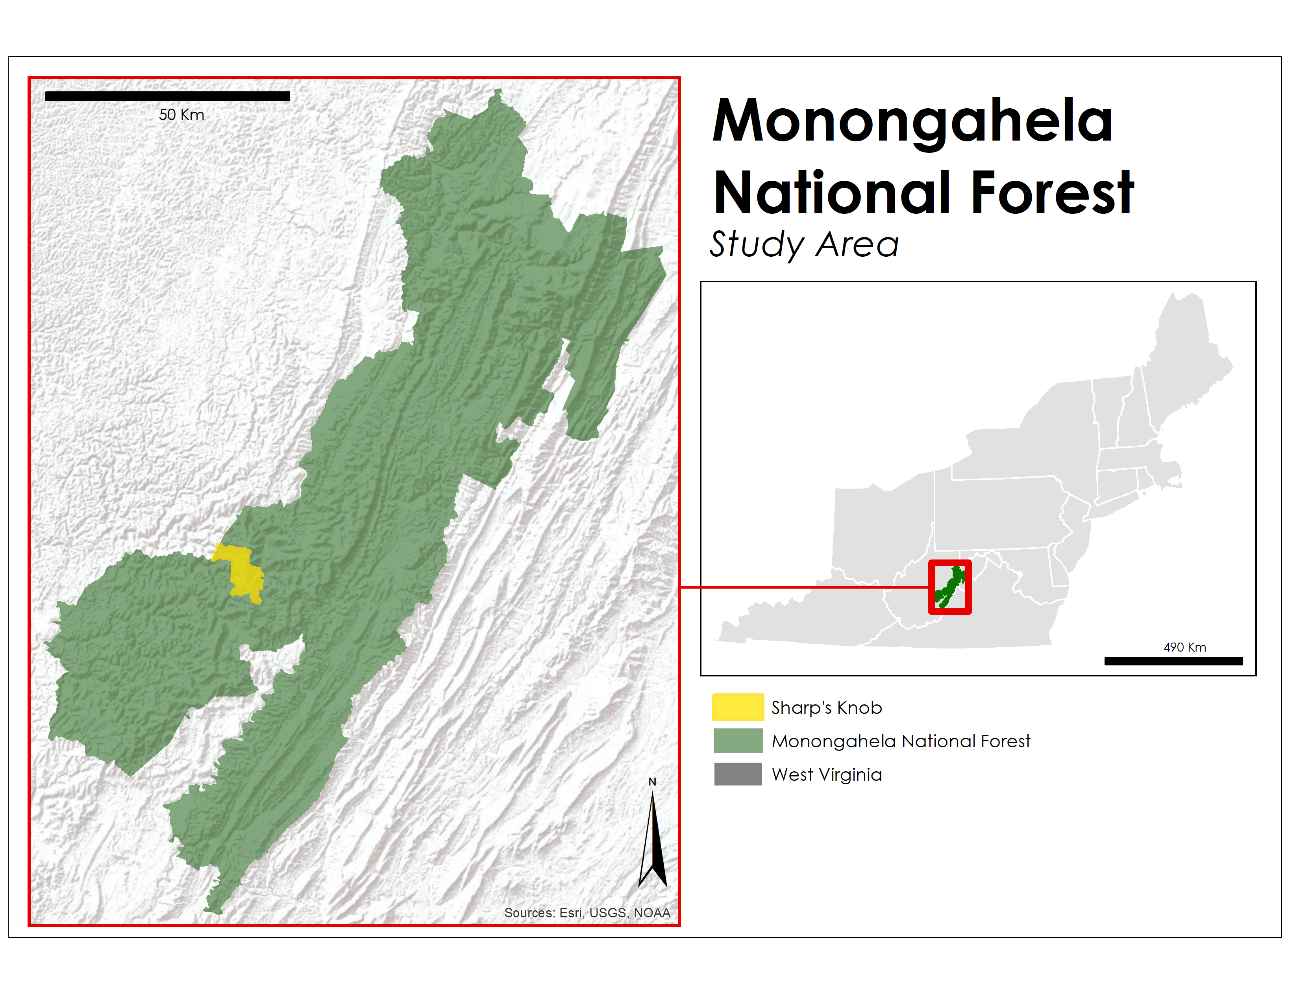 50 Km
Monongahela
National Forest
Study Area
490 Km
Sharp's Knob
Monongahela National Forest
West Virginia
N
Sources: Esri, USGS, NOAA